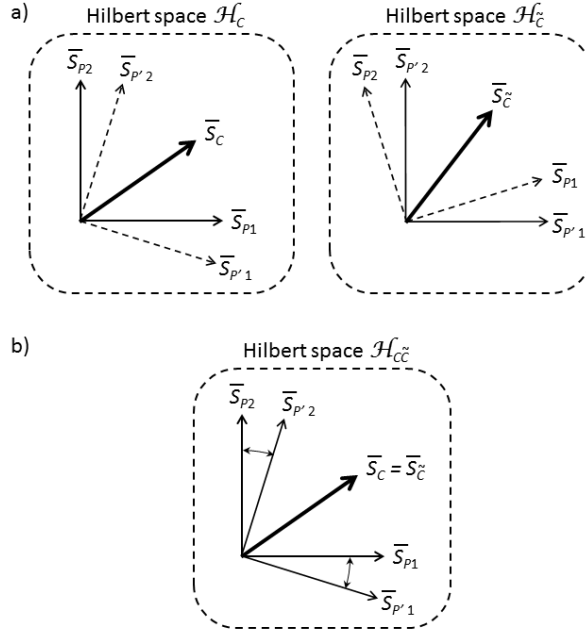 a)
Hilbert space ℋ_C
S̅_P2
S̅_P′ 2
S̅_C
S̅_P1
S̅_P′ 1
Hilbert space ℋ_C̃
S̅_P2
S̅_P′ 2
S̅_C̃
S̅_P1
S̅_P′ 1
b)
Hilbert space ℋ_CC̃
S̅_P2
S̅_P′ 2
S̅_C = S̅_C̃
S̅_P1
S̅_P′ 1